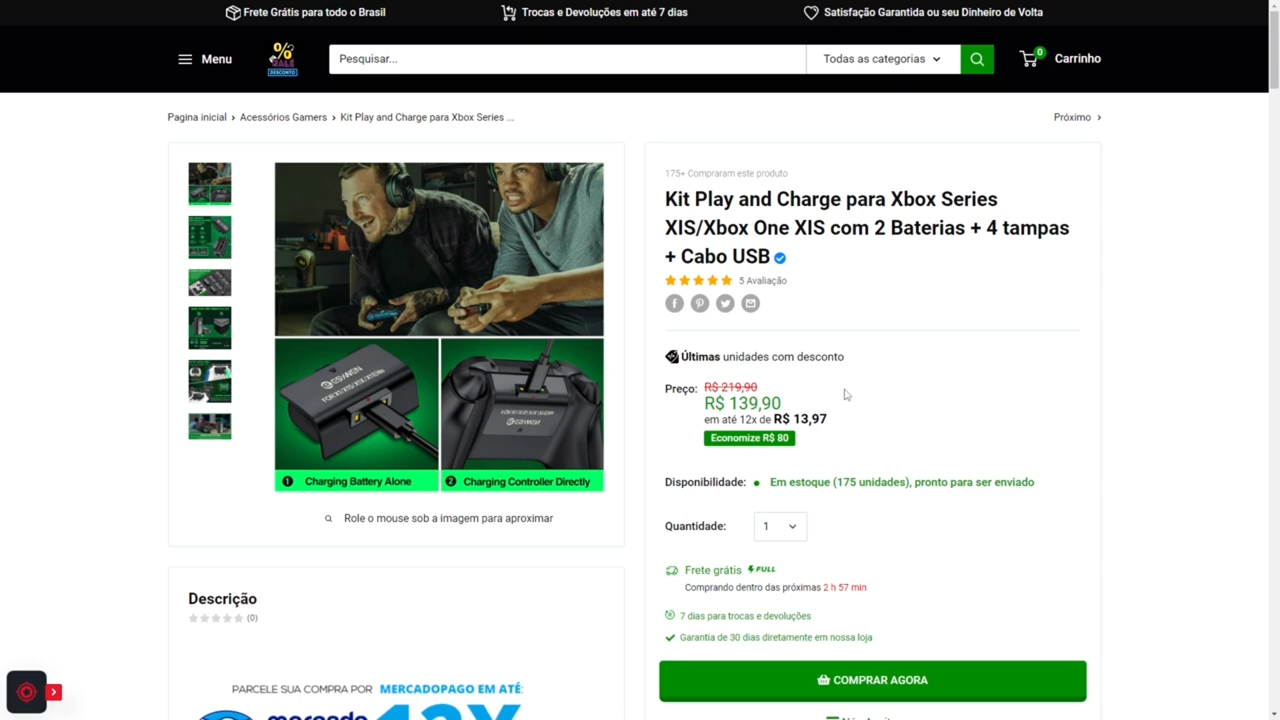 Frete Grátis para todo o Brasil
Trocas e Devoluções em até 7 dias
Satisfação Garantida ou seu Dinheiro de Volta
Menu
%
SALE
DESCONTO
Pesquisar...
Todas as categorias
0
Carrinho
Pagina inicial › Acessórios Gamers › Kit Play and Charge para Xbox Series ...
Próximo ›
1 Charging Battery Alone
2 Charging Controller Directly
Role o mouse sob a imagem para aproximar
Descrição
(0)
PARCELE SUA COMPRA POR MERCADOPAGO EM ATÉ:
mercado
12X
175+ Compraram este produto
Kit Play and Charge para Xbox Series
XIS/Xbox One XIS com 2 Baterias + 4 tampas
+ Cabo USB
5 Avaliação
Últimas unidades com desconto
Preço: R$ 219,90
R$ 139,90
em até 12x de R$ 13,97
Economize R$ 80
Disponibilidade: Em estoque (175 unidades), pronto para ser enviado
Quantidade: 1
Frete grátis FULL
Comprando dentro das próximas 2 h 57 min
7 dias para trocas e devoluções
Garantia de 30 dias diretamente em nossa loja
COMPRAR AGORA